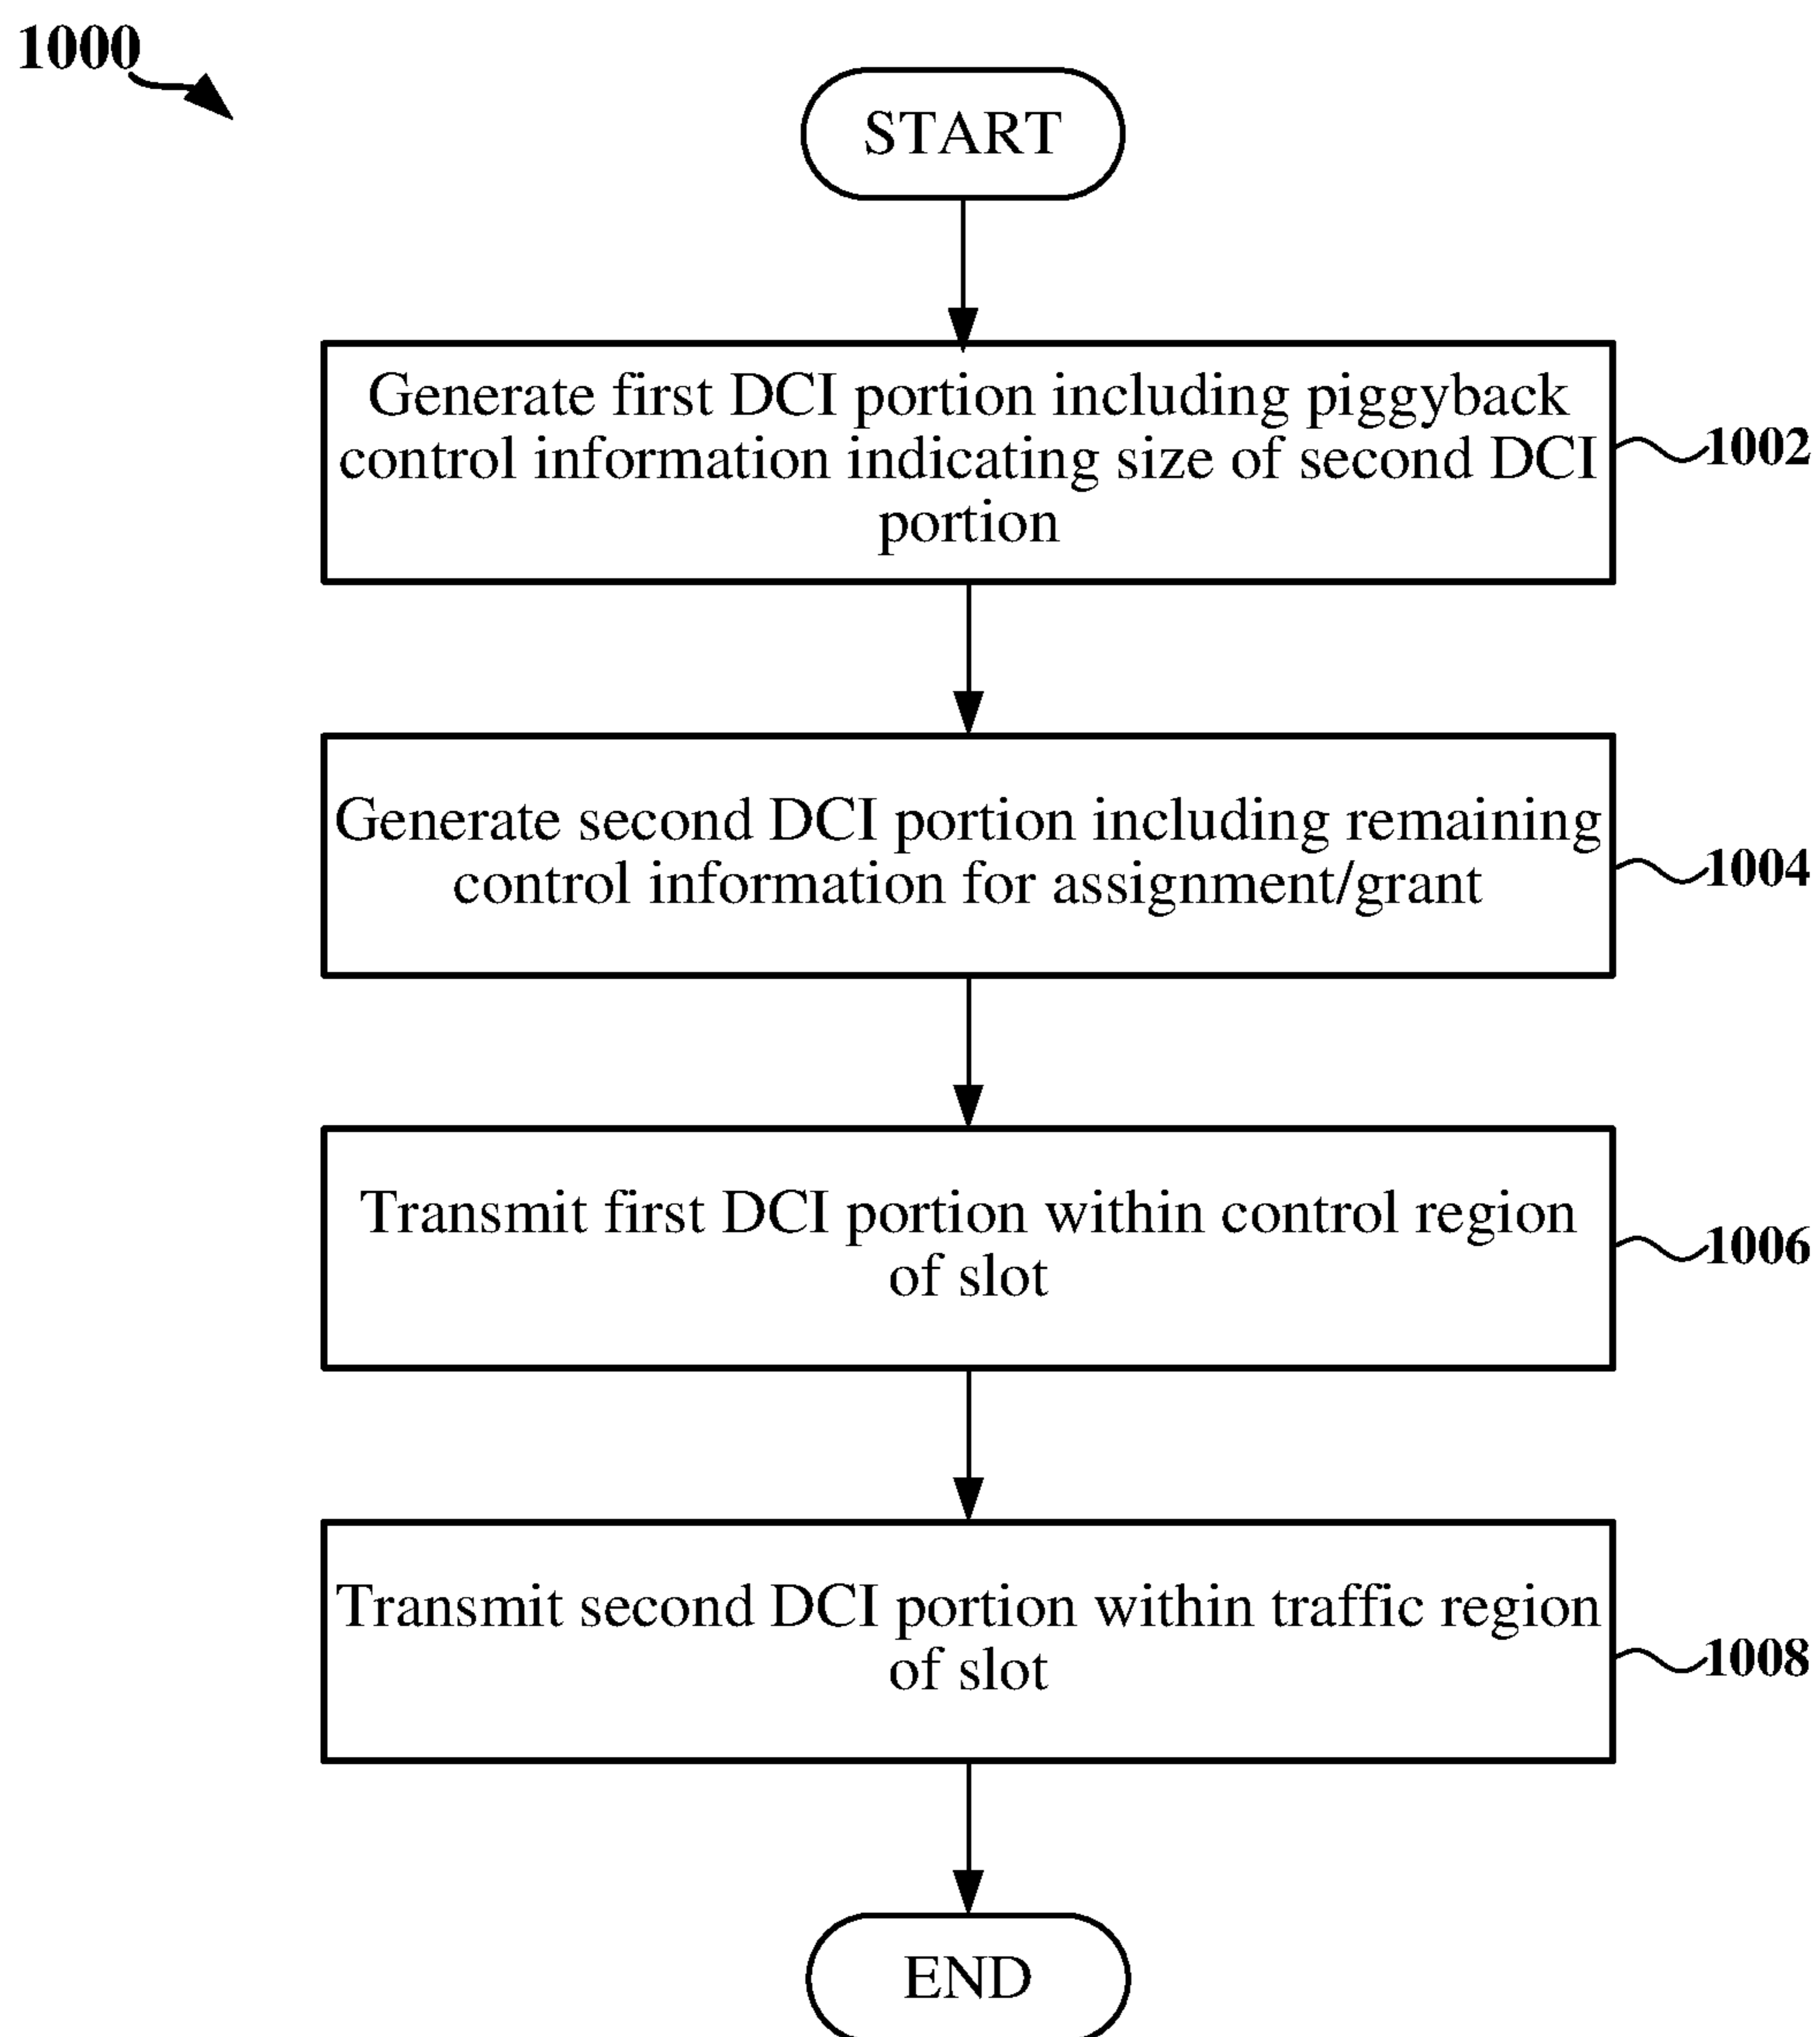 1000
START
Generate first DCI portion including piggyback
control information indicating size of second DCI
portion
1002
Generate second DCI portion including remaining
control information for assignment/grant
1004
Transmit first DCI portion within control region
of slot
1006
Transmit second DCI portion within traffic region
of slot
1008
END